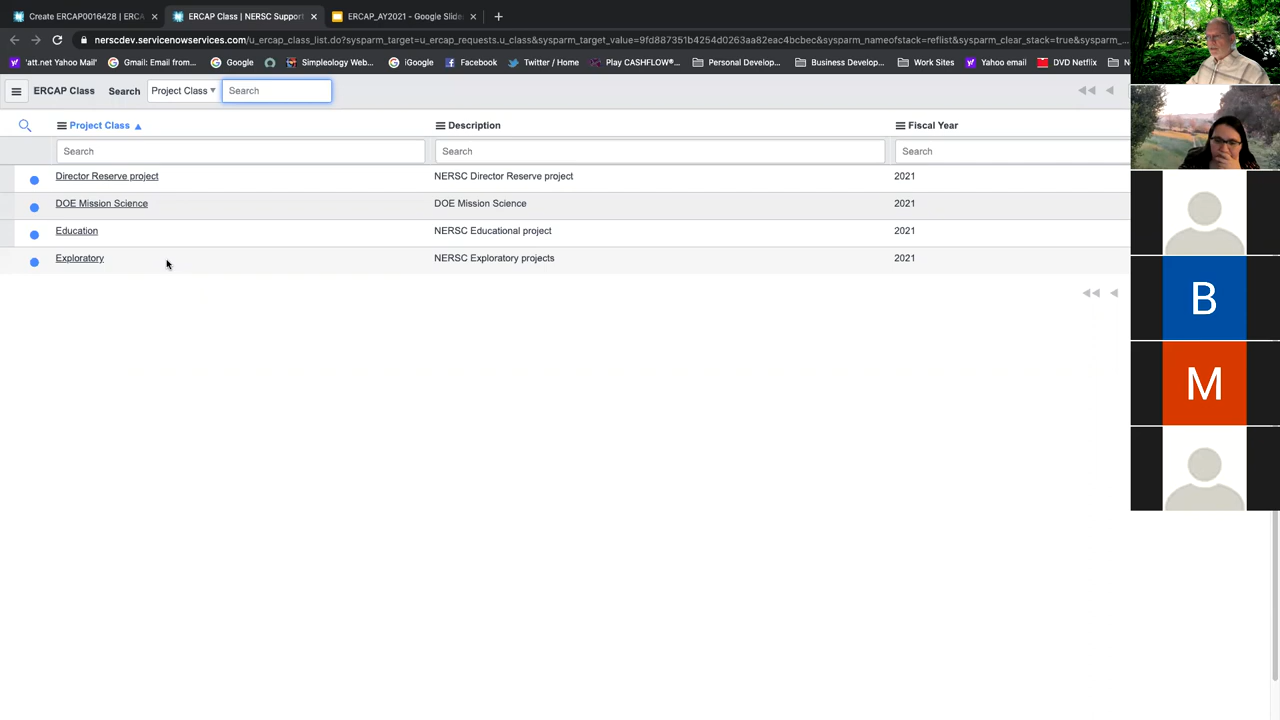 Create ERCAP0016428 | ERCA
ERCAP Class | NERSC Support
ERCAP_AY2021 - Google Slides
nerscdev.servicenowservices.com/u_ercap_class_list.do?sysparm_target=u_ercap_requests.u_class&sysparm_target_value=9fd887351b4254d0263aa82eac4bcbec&sysparm_nameofstack=reflist&sysparm_clear_stack=true&sysparm_...
'att.net Yahoo Mail' Gmail: Email from... Google Simpleology Web... iGoogle Facebook Twitter / Home Play CASHFLOW®... Personal Develop... Business Develop... Work Sites Yahoo email DVD Netflix
ERCAP Class Search Project Class Search
Project Class Description Fiscal Year
Search Search Search
Director Reserve project NERSC Director Reserve project 2021
DOE Mission Science DOE Mission Science 2021
Education NERSC Educational project 2021
Exploratory NERSC Exploratory projects 2021
B
M